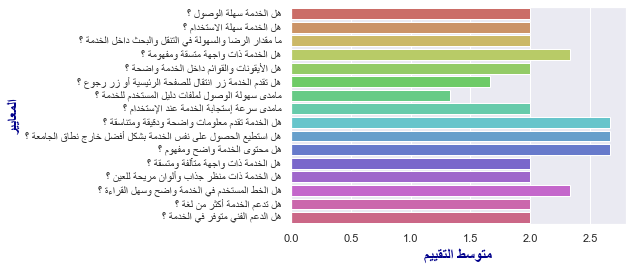 هل الخدمة سهلة الوصول ؟
هل الخدمة سهلة الاستخدام ؟
ما مقدار الرضا والسهولة في التنقل والبحث داخل الخدمة ؟
هل الخدمة ذات واجهة متسقة ومفهومة ؟
هل الأيقونات والقوائم داخل الخدمة واضحة ؟
هل تقدم الخدمة زر انتقال للصفحة الرئيسية أو زر رجوع ؟
مامدى سهولة الوصول لملفات دليل المستخدم للخدمة ؟
مامدى سرعة إستجابة الخدمة عند الإستخدام ؟
هل الخدمة تقدم معلومات واضحة ودقيقة ومتناسقة ؟
هل استطيع الحصول على نفس الخدمة بشكل أفضل خارج نطاق الجامعة ؟
هل محتوى الخدمة واضح ومفهوم ؟
هل الخدمة ذات واجهة متآلفة ومتسقة ؟
هل الخدمة ذات منظر جذاب وألوان مريحة للعين ؟
هل الخط المستخدم في الخدمة واضح وسهل القراءة ؟
هل تدعم الخدمة أكثر من لغة ؟
هل الدعم الفني متوفر في الخدمة ؟
المعايير
0.0 0.5 1.0 1.5 2.0 2.5
متوسط التقييم